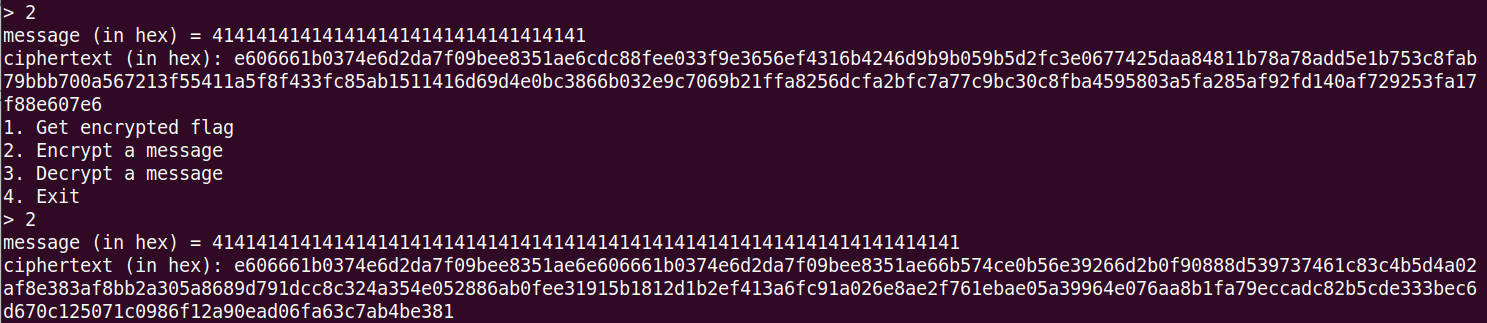 > 2
message (in hex) = 41414141414141414141414141414141
ciphertext (in hex): e606661b0374e6d2da7f09bee8351ae6cdc88fee033f9e3656ef4316b4246d9b9b059b5d2fc3e0677425daa84811b78a78add5e1b753c8fab
79bbb700a567213f55411a5f8f433fc85ab1511416d69d4e0bc3866b032e9c7069b21ffa8256dcfa2bfc7a77c9bc30c8fba4595803a5fa285af92fd140af729253fa17
f88e607e6
1. Get encrypted flag
2. Encrypt a message
3. Decrypt a message
4. Exit
> 2
message (in hex) = 4141414141414141414141414141414141414141414141414141414141414141
ciphertext (in hex): e606661b0374e6d2da7f09bee8351ae6e606661b0374e6d2da7f09bee8351ae66b574ce0b56e39266d2b0f90888d539737461c83c4b5d4a02
af8e383af8bb2a305a8689d791dcc8c324a354e052886ab0fee31915b1812d1b2ef413a6fc91a026e8ae2f761ebae05a39964e076aa8b1fa79eccadc82b5cde333bec6
d670c125071c0986f12a90ead06fa63c7ab4be381